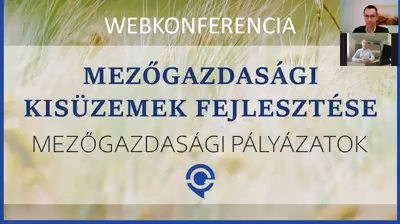 WEBKONFERENCIA
MEZŐGAZDASÁGI
KISÜZEMEK FEJLESZTÉSE
MEZŐGAZDASÁGI PÁLYÁZATOK